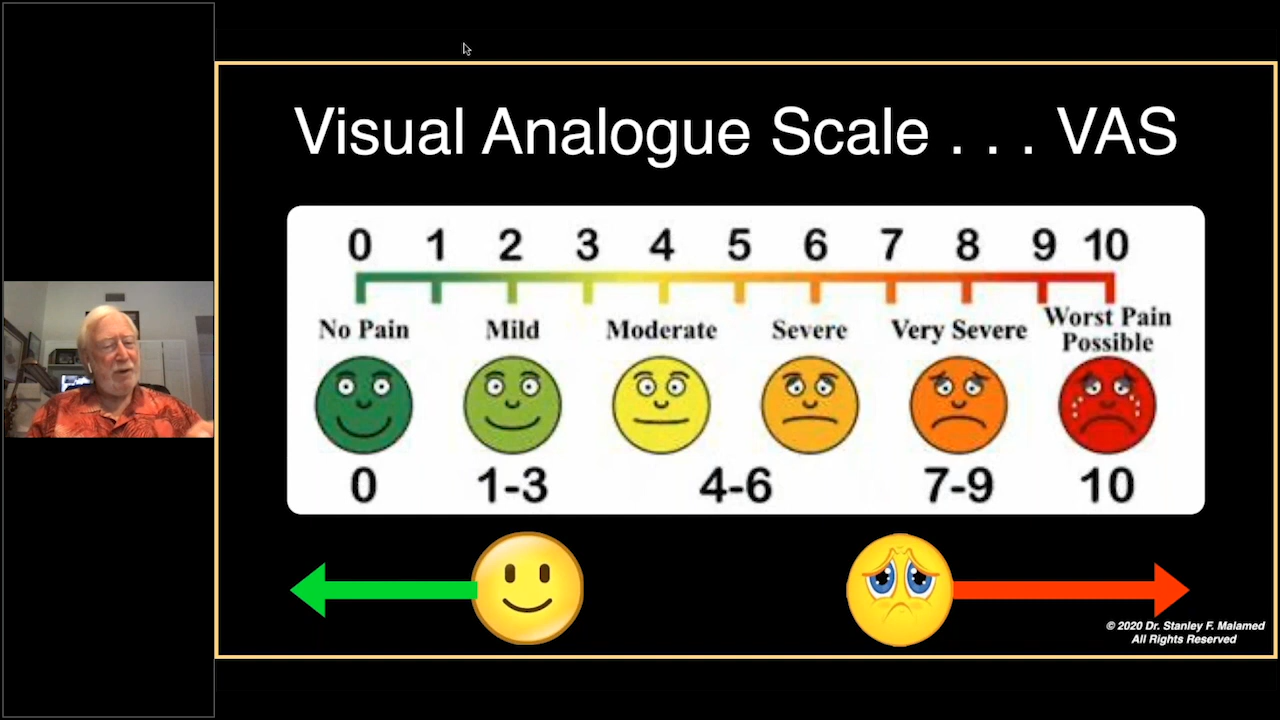 Visual Analogue Scale . . . VAS
0 1 2 3 4 5 6 7 8 9 10
No Pain Mild Moderate Severe Very Severe Worst Pain Possible
0 1-3 4-6 7-9 10
© 2020 Dr. Stanley F. Malamed
All Rights Reserved